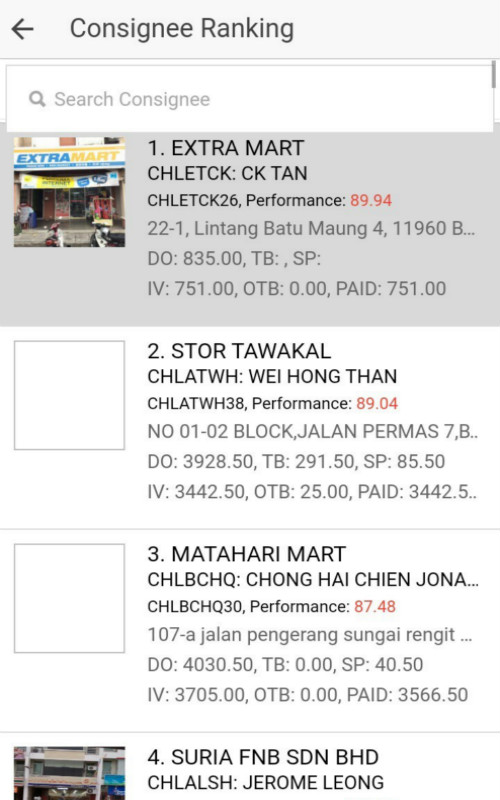 Consignee Ranking
Search Consignee
EXTRAMART
1. EXTRA MART
CHLETCK: CK TAN
CHLETCK26, Performance: 89.94
22-1, Lintang Batu Maung 4, 11960 B...
DO: 835.00, TB: , SP:
IV: 751.00, OTB: 0.00, PAID: 751.00
2. STOR TAWAKAL
CHLATWH: WEI HONG THAN
CHLATWH38, Performance: 89.04
NO 01-02 BLOCK,JALAN PERMAS 7,B..
DO: 3928.50, TB: 291.50, SP: 85.50
IV: 3442.50, OTB: 25.00, PAID: 3442.5..
3. MATAHARI MART
CHLBCHQ: CHONG HAI CHIEN JONA...
CHLBCHQ30, Performance: 87.48
107-a jalan pengerang sungai rengit ...
DO: 4030.50, TB: 0.00, SP: 40.50
IV: 3705.00, OTB: 0.00, PAID: 3566.50
4. SURIA FNB SDN BHD
CHLALSH: JEROME LEONG